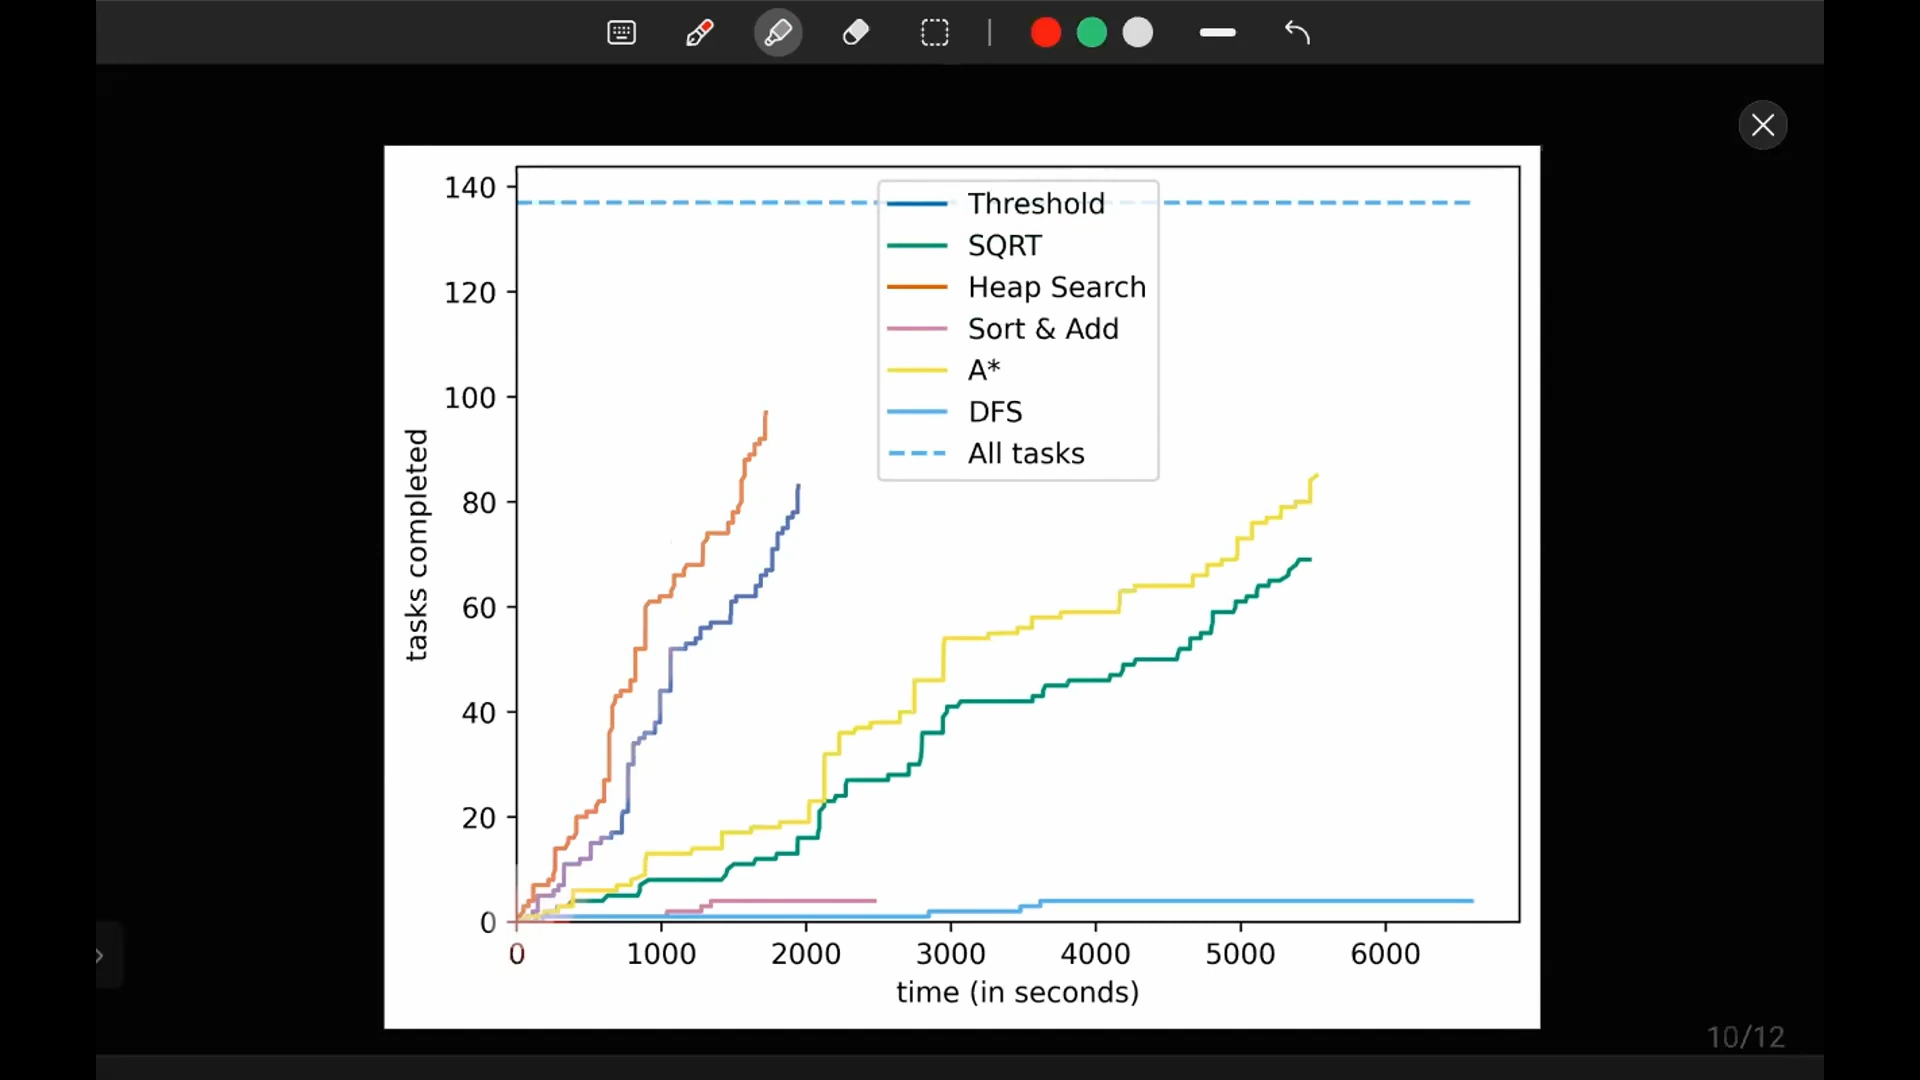 140
120
100
80
60
40
20
0
tasks completed
Threshold
SQRT
Heap Search
Sort & Add
A*
DFS
All tasks
0 1000 2000 3000 4000 5000 6000
time (in seconds)
10/12